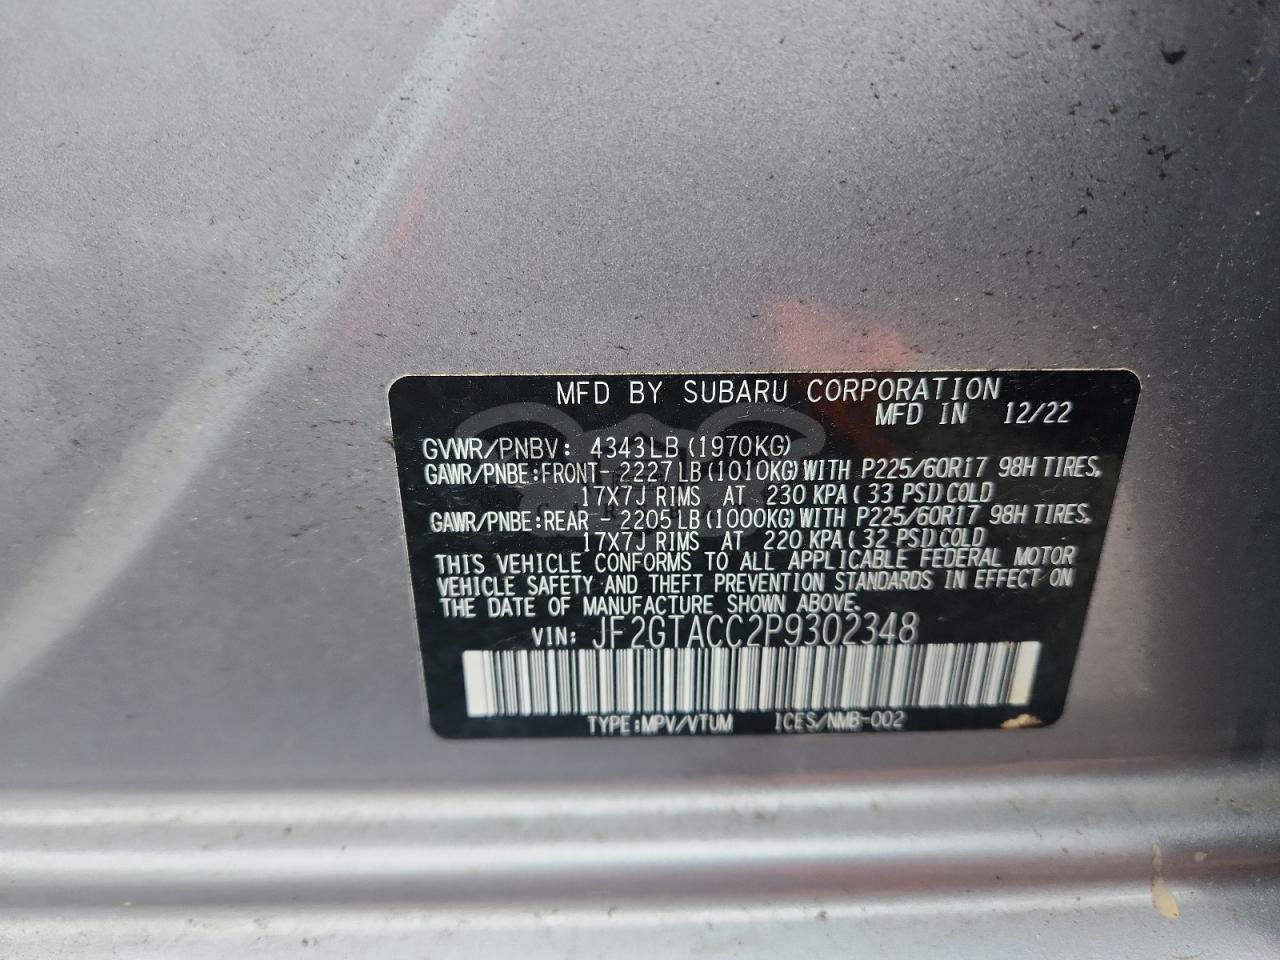 MFD BY SUBARU CORPORATION
MFD IN 12/22
GVWR/PNBV: 4343LB (1970KG)
GAWR/PNBE:FRONT- 2227LB(1010KG)WITH P225/60R17 98H TIRES,
17X7J RIMS AT 230 KPA( 33 PSI)COLD
GAWR/PNBE:REAR - 2205LB(1000KG)WITH P225/60R17 98H TIRES,
17X7J RIMS AT 220 KPA(32 PSI)COLD
THIS VEHICLE CONFORMS TO ALL APPLICABLE FEDERAL MOTOR
VEHICLE SAFETY AND THEFT PREVENTION STANDARDS IN EFFECT ON
THE DATE OF MANUFACTURE SHOWN ABOVE.
VIN: JF2GTACC2P9302348
TYPE:MPV/VTUM ICES/NMB-002